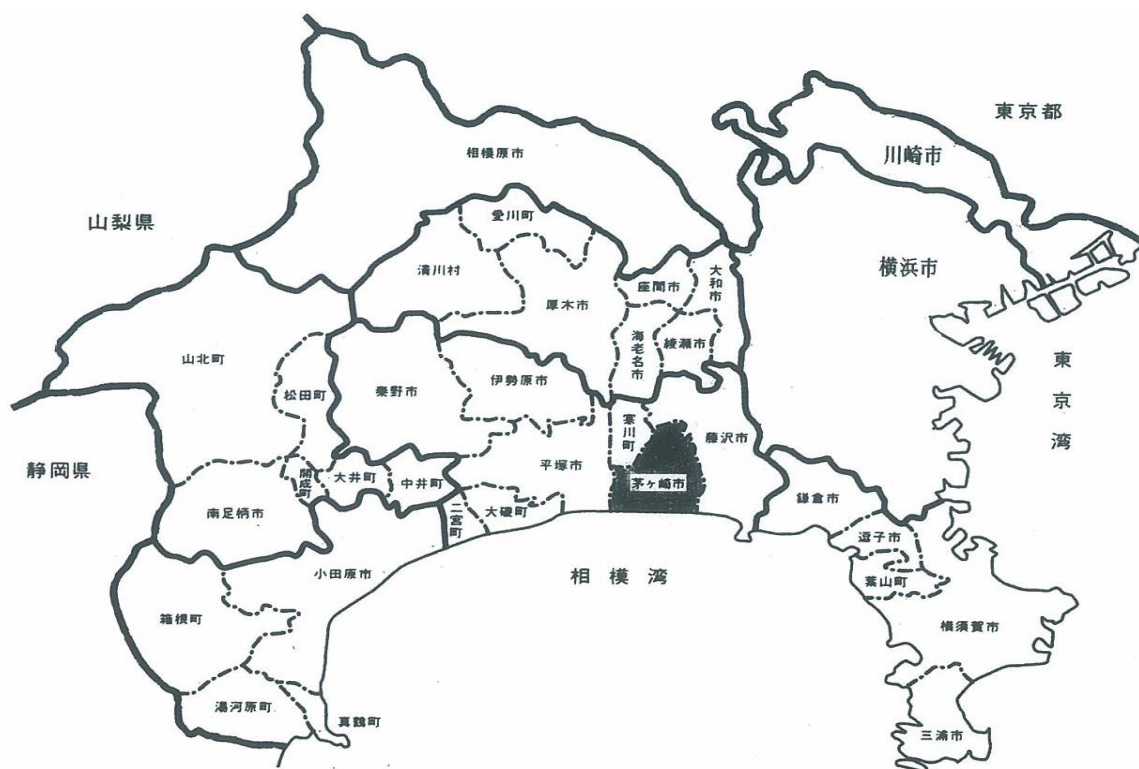 東京都
川崎市
相模原市
山梨県
愛川町
清川村
厚木市
座間市
大和市
横浜市
海老名市
綾瀬市
山北町
松田町
秦野市
伊勢原市
寒川町
藤沢市
東京湾
静岡県
南足柄市
開成町
大井町
中井町
平塚市
茅ヶ崎市
二宮町
大磯町
鎌倉市
逗子市
葉山町
小田原市
相模湾
箱根町
横須賀市
湯河原町
真鶴町
三浦市